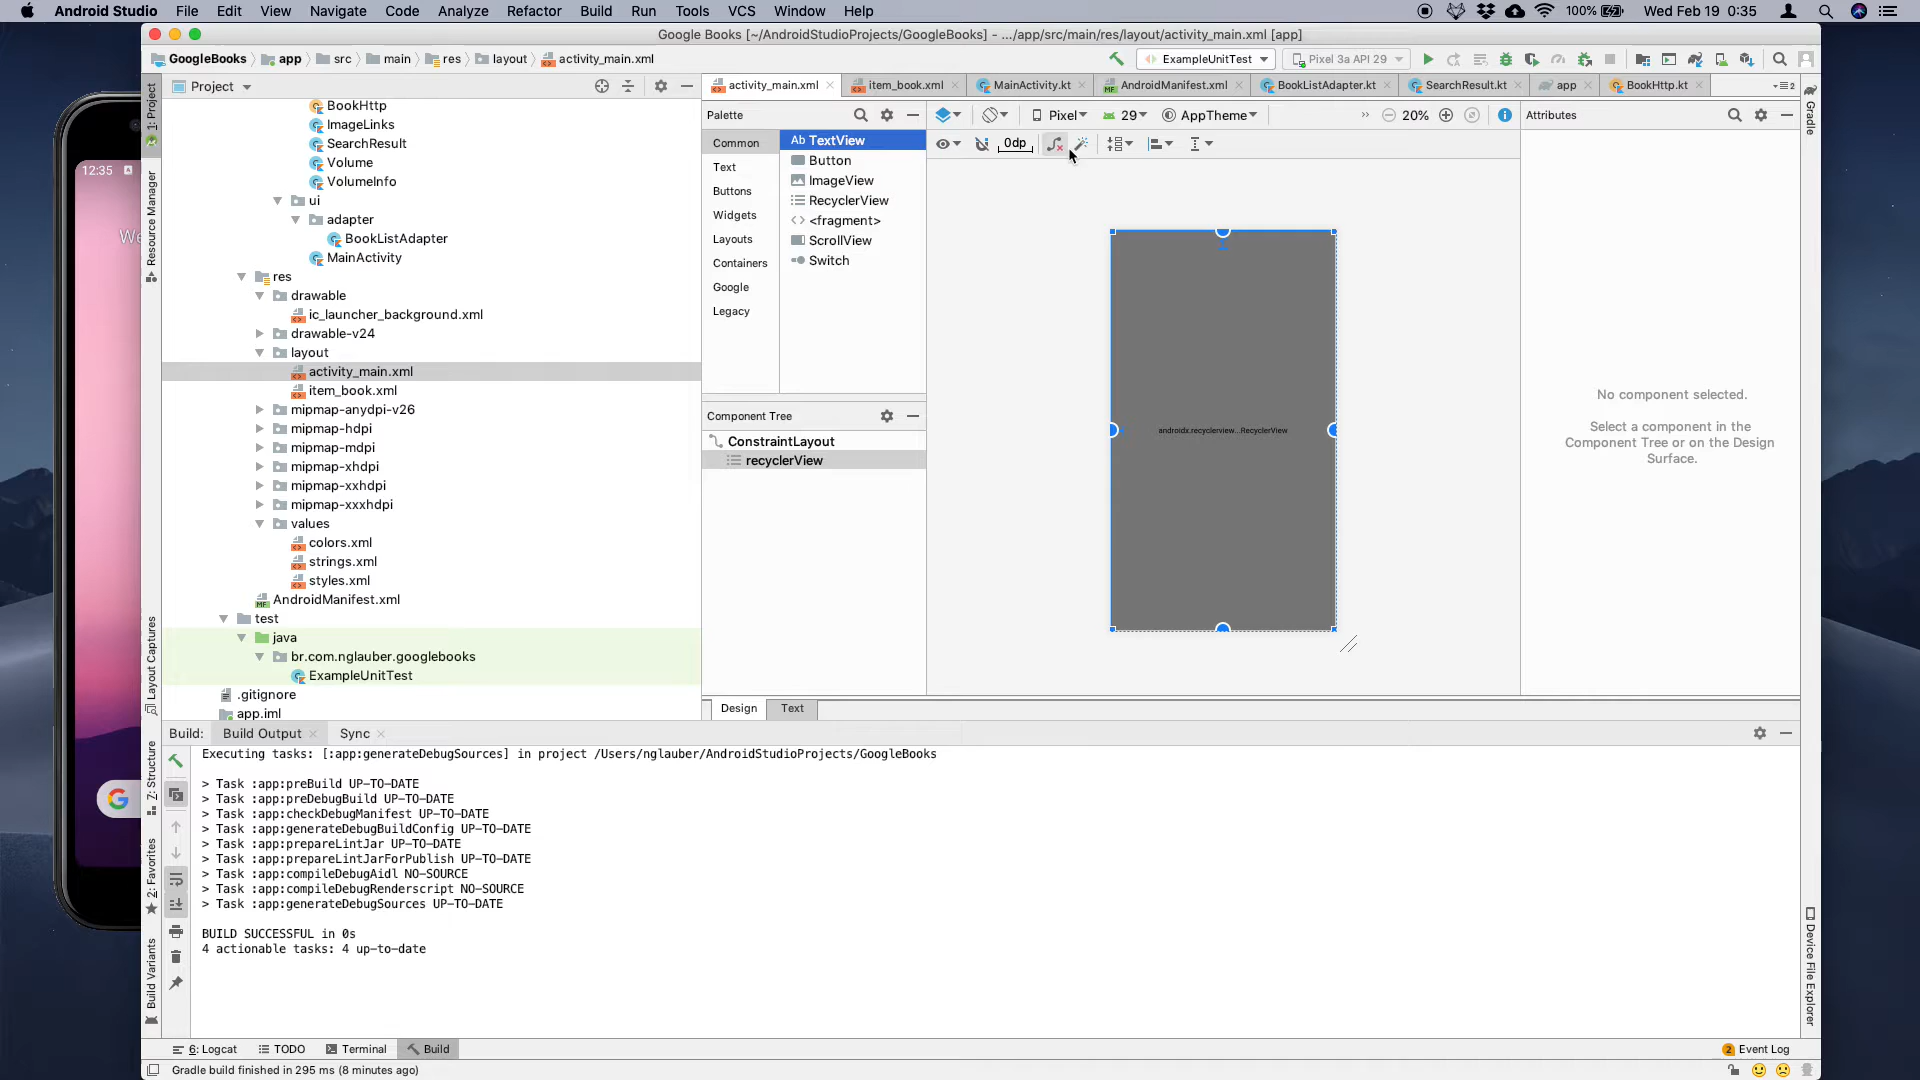 Android Studio File Edit View Navigate Code Analyze Refactor Build Run Tools VCS Window Help 100% Wed Feb 19 0:35
Google Books [~/AndroidStudioProjects/GoogleBooks] - .../app/src/main/res/layout/activity_main.xml [app]
GoogleBooks app src main res layout activity_main.xml ExampleUnitTest Pixel 3a API 29
Project activity_main.xml item_book.xml MainActivity.kt AndroidManifest.xml BookListAdapter.kt SearchResult.kt app BookHttp.kt
1: Project
Resource Manager
Layout Captures
Z: Structure
2: Favorites
Build Variants
12:35
We
BookHttp
ImageLinks
SearchResult
Volume
VolumeInfo
ui
adapter
BookListAdapter
MainActivity
res
drawable
ic_launcher_background.xml
drawable-v24
layout
activity_main.xml
item_book.xml
mipmap-anydpi-v26
mipmap-hdpi
mipmap-mdpi
mipmap-xhdpi
mipmap-xxhdpi
mipmap-xxxhdpi
values
colors.xml
strings.xml
styles.xml
AndroidManifest.xml
test
java
br.com.nglauber.googlebooks
ExampleUnitTest
.gitignore
app.iml
Palette
Common
Text
Buttons
Widgets
Layouts
Containers
Google
Legacy
Ab TextView
Button
ImageView
RecyclerView
<> <fragment>
ScrollView
Switch
Component Tree
ConstraintLayout
recyclerView
Pixel 29 AppTheme >> 20%
0dp
androidx.recyclerview...RecyclerView
Design Text
Attributes
No component selected.
Select a component in the
Component Tree or on the Design
Surface.
Gradle
Device File Explorer
Build: Build Output Sync
Executing tasks: [:app:generateDebugSources] in project /Users/nglauber/AndroidStudioProjects/GoogleBooks
> Task :app:preBuild UP-TO-DATE
> Task :app:preDebugBuild UP-TO-DATE
> Task :app:checkDebugManifest UP-TO-DATE
> Task :app:generateDebugBuildConfig UP-TO-DATE
> Task :app:prepareLintJar UP-TO-DATE
> Task :app:prepareLintJarForPublish UP-TO-DATE
> Task :app:compileDebugAidl NO-SOURCE
> Task :app:compileDebugRenderscript NO-SOURCE
> Task :app:generateDebugSources UP-TO-DATE
BUILD SUCCESSFUL in 0s
4 actionable tasks: 4 up-to-date
6: Logcat TODO Terminal Build 2 Event Log
Gradle build finished in 295 ms (8 minutes ago)